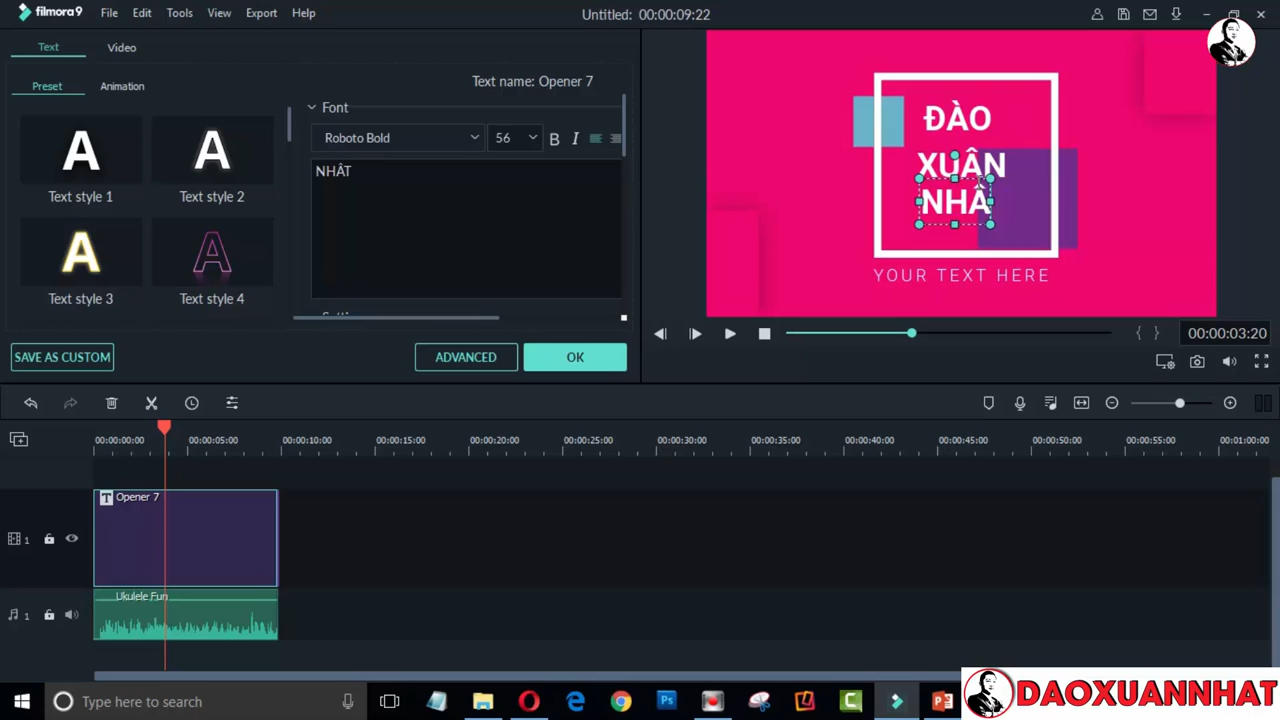 filmora9 File Edit Tools View Export Help Untitled: 00:00:09:22
Text Video
Preset Animation Text name: Opener 7
Font
Roboto Bold 56 B I
NHÂT
A A
Text style 1 Text style 2
A A
Text style 3 Text style 4
SAVE AS CUSTOM ADVANCED OK
ĐÀO
XUÂN
NHÂ
YOUR TEXT HERE
00:00:03:20
00:00:00:00 00:00:05:00 00:00:10:00 00:00:15:00 00:00:20:00 00:00:25:00 00:00:30:00 00:00:35:00 00:00:40:00 00:00:45:00 00:00:50:00 00:00:55:00 00:01:00:00
T Opener 7
1
Ukulele Fun
1
Type here to search
DAOXUANNHAT